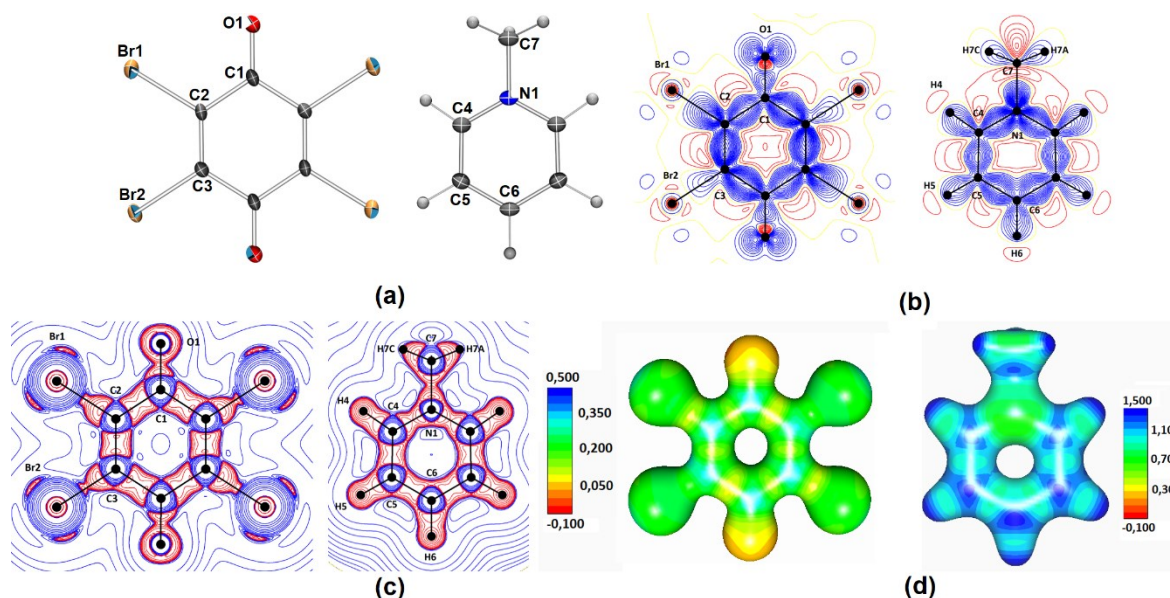 (a)
O1
Br1
C1
C2
Br2
C3
C7
N1
C4
C5
C6
(b)
O1
Br1
C2
C1
Br2
C3
H7C
H7A
C7
H4
C4
N1
H5
C5
C6
H6
Br1
O1
C2
C1
Br2
C3
C7
H7C
H7A
H4
C4
N1
C6
H5
C5
H6
(c)
0,500
0,350
0,200
0,050
-0,100
1,500
1,10
0,70
0,30
-0,100
(d)